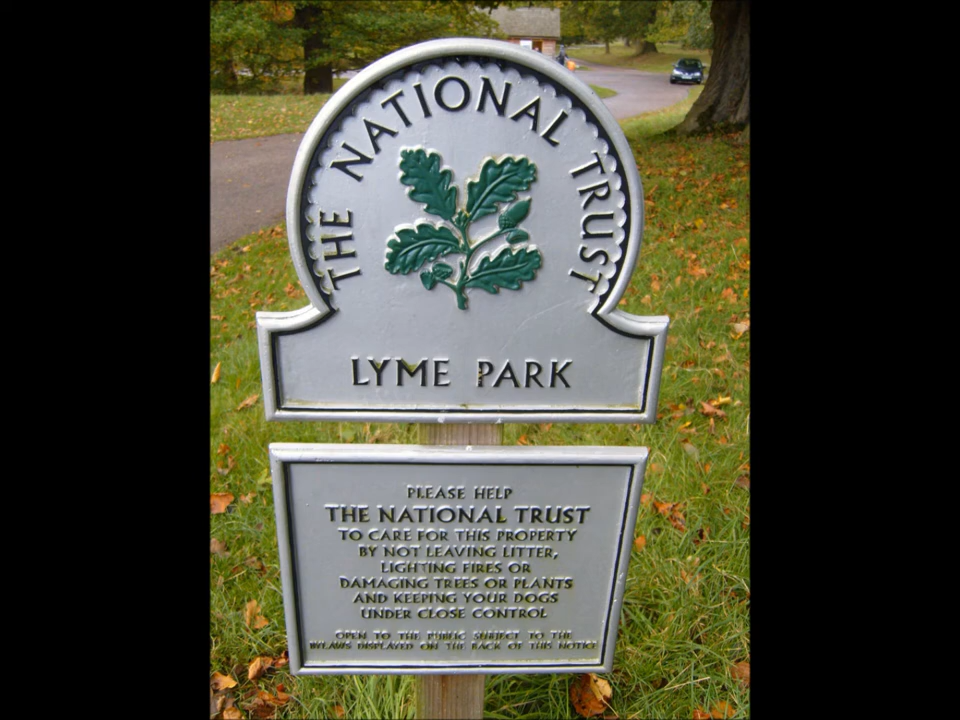 THE NATIONAL TRUST
LYME PARK
PLEASE HELP
THE NATIONAL TRUST
TO CARE FOR THIS PROPERTY
BY NOT LEAVING LITTER,
LIGHTING FIRES OR
DAMAGING TREES OR PLANTS
AND KEEPING YOUR DOGS
UNDER CLOSE CONTROL
OPEN TO THE PUBLIC SUBJECT TO THE
BYLAWS DISPLAYED ON THE BACK OF THIS NOTICE